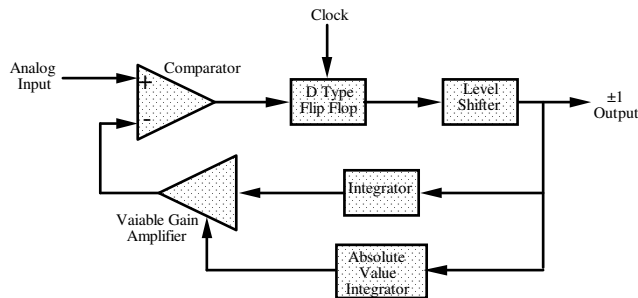 Clock
Analog
Input
Comparator
+
-
D Type
Flip Flop
Level
Shifter
±1
Output
Vaiable Gain
Amplifier
Integrator
Absolute
Value
Integrator